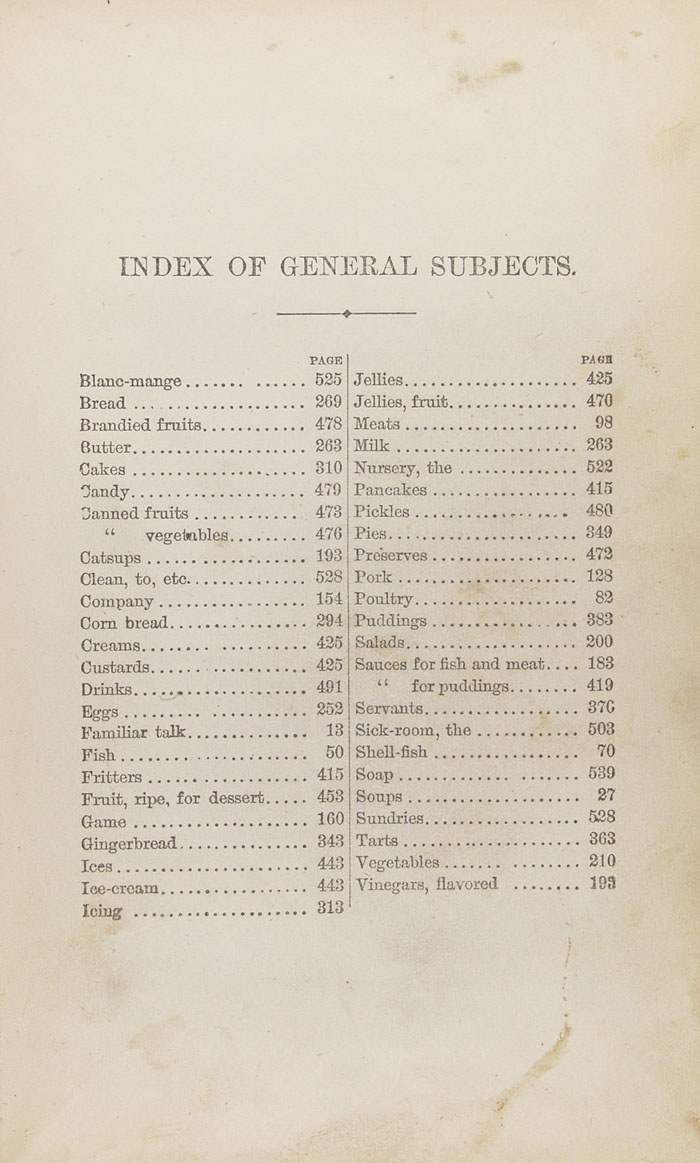 INDEX OF GENERAL SUBJECTS.
PAGE
Blanc-mange....... ...... 525
Bread ... ................... 269
Brandied fruits............ 478
Butter..................... 263
Cakes ..................... 310
Candy..................... 479
Canned fruits ............ 473
“ vegetables......... 476
Catsups ................... 193
Clean, to, etc.............. 528
Company .................. 154
Corn bread................ 294
Creams........ .......... 425
Custards...... ............ 425
Drinks..................... 491
Eggs ......... ............ 252
Familiar talk.............. 13
Fish ........ ............. 50
Fritters ................... 415
Fruit, ripe, for dessert..... 453
Game ..................... 160
Gingerbread............... 343
Ices....................... 443
Ice-cream.................. 443
Icing ..................... 313
PAGE
Jellies..................... 425
Jellies, fruit............... 470
Meats ..................... 98
Milk ...................... 263
Nursery, the .............. 522
Pancakes ................. 415
Pickles ................... 480
Pies....................... 349
Preserves ................. 472
Pork ...................... 128
Poultry.................... 82
Puddings ................. 383
Salads..................... 200
Sauces for fish and meat.... 183
“ for puddings........ 419
Servants................... 376
Sick-room, the ............ 503
Shell-fish ................. 70
Soap ............. ....... 539
Soups ..................... 27
Sundries................... 528
Tarts ...................... 363
Vegetables ....... ........ 210
Vinegars, flavored ........ 193